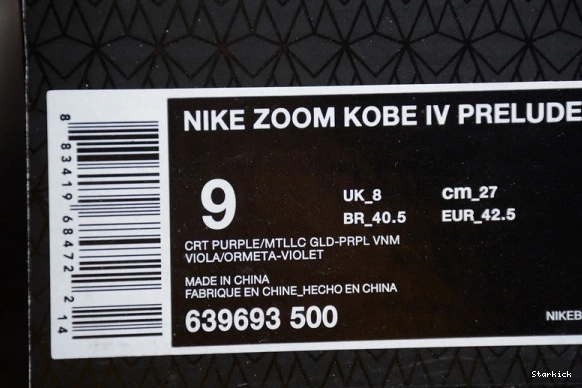 8 83419 68472 2 14
NIKE ZOOM KOBE IV PRELUDE
9
UK_8
cm_27
BR_40.5
EUR_42.5
CRT PURPLE/MTLLC GLD-PRPL VNM
VIOLA/ORMETA-VIOLET
MADE IN CHINA
FABRIQUE EN CHINE_HECHO EN CHINA
639693 500
NIKEB
Starkick